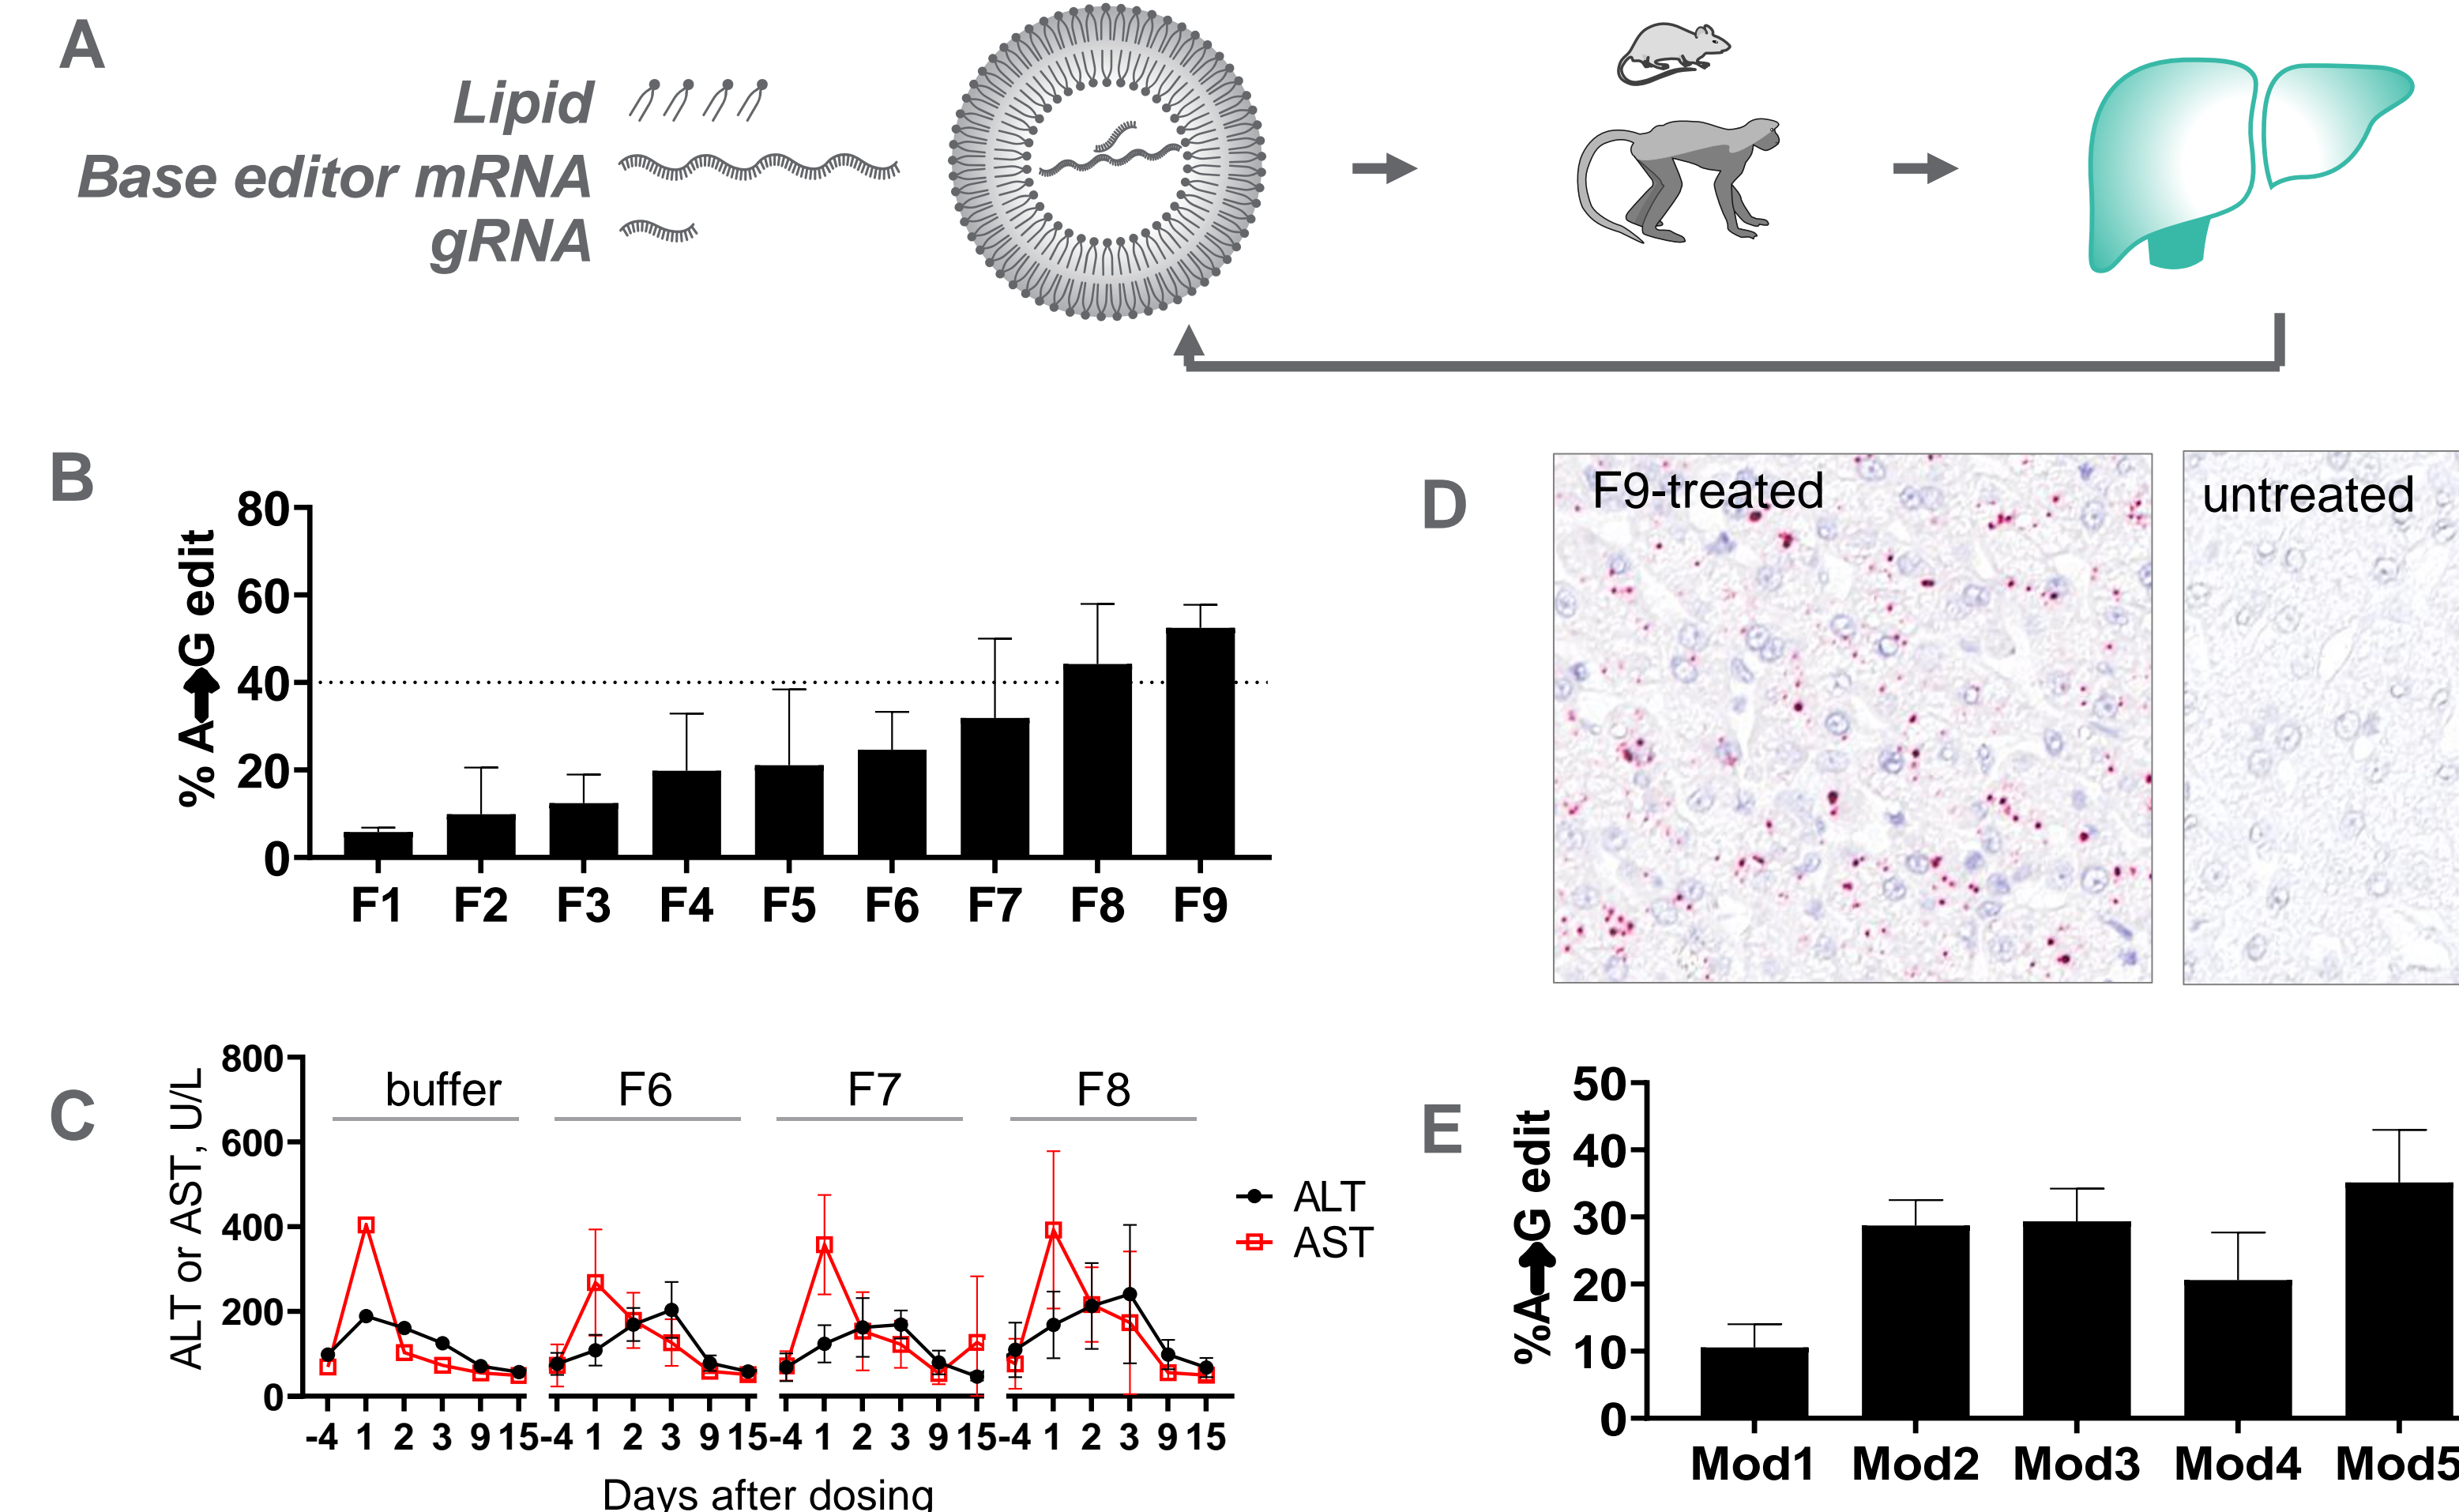 A
Lipid
Base editor mRNA
gRNA
B
% A➡G edit
80
60
40
20
0
F1 F2 F3 F4 F5 F6 F7 F8 F9
D
F9-treated
untreated
C
ALT or AST, U/L
800
600
400
200
0
buffer F6 F7 F8
-4 1 2 3 9 15 -4 1 2 3 9 15 -4 1 2 3 9 15 -4 1 2 3 9 15
Days after dosing
ALT
AST
E
%A➡G edit
50
40
30
20
10
0
Mod1 Mod2 Mod3 Mod4 Mod5